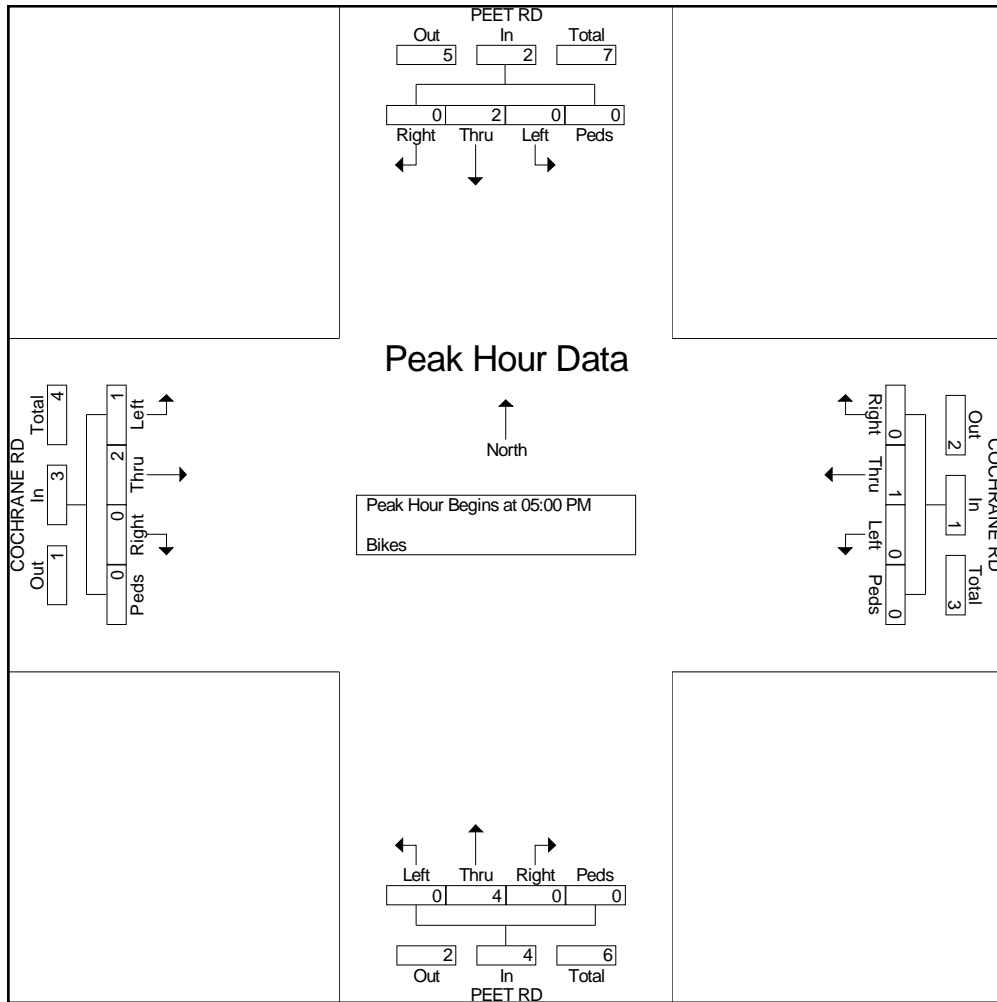 PEET RD
Out In Total
5 2 7
0 2 0 0
Right Thru Left Peds
Peak Hour Data
North
Peak Hour Begins at 05:00 PM
Bikes
COCHRANE RD
Total In Out
4 3 1
1 2 0 0
Left Thru Right Peds
COCHRANE RD
Out In Total
2 1 3
0 1 0 0
Right Thru Left Peds
Left Thru Right Peds
0 4 0 0
2 4 6
Out In Total
PEET RD